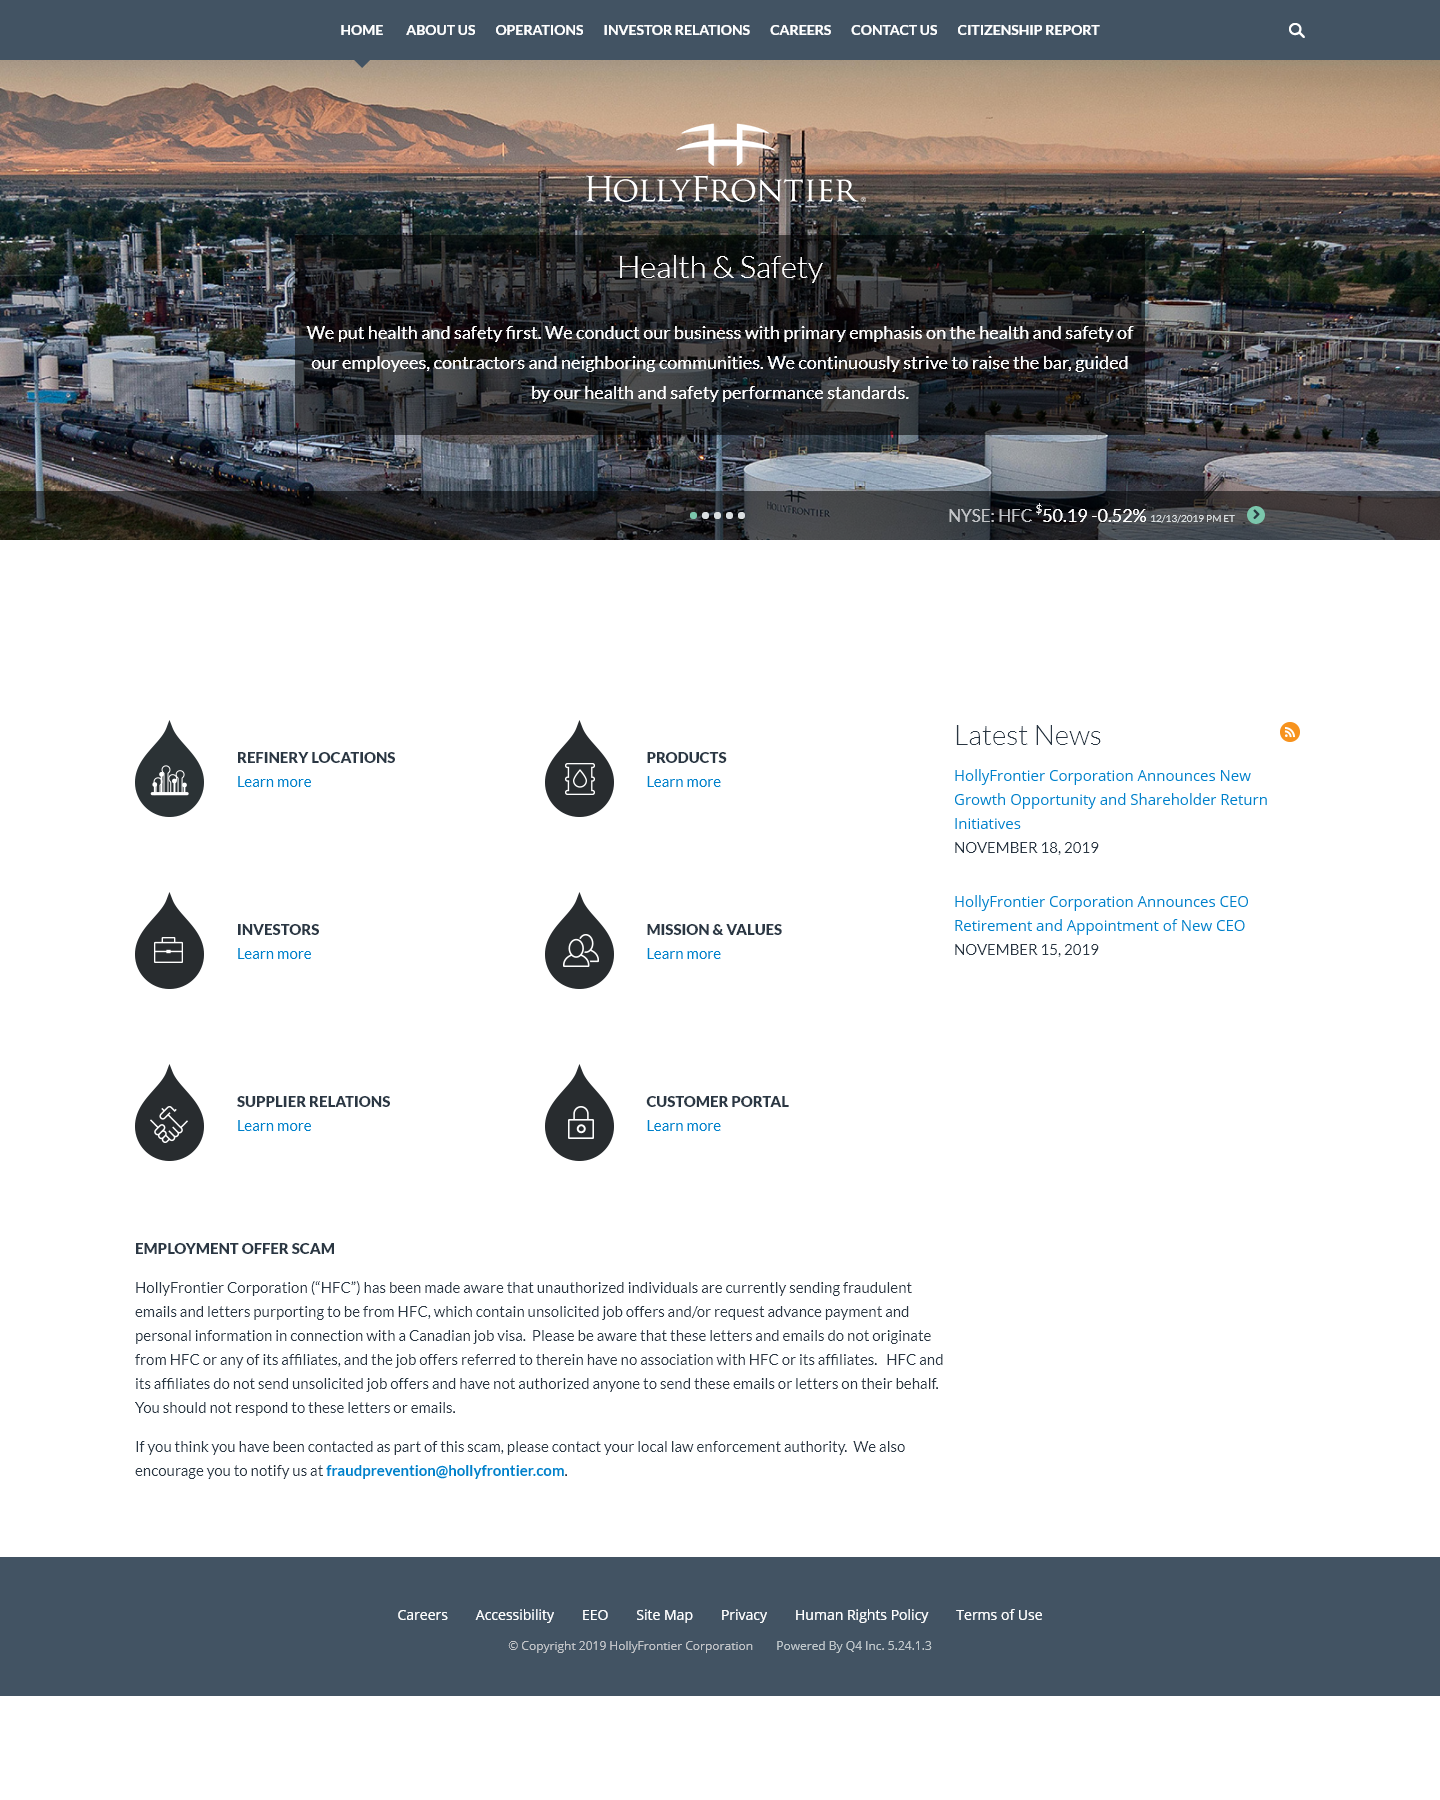 HOME ABOUT US OPERATIONS INVESTOR RELATIONS CAREERS CONTACT US CITIZENSHIP REPORT
HOLLYFRONTIER®
Health & Safety
We put health and safety first. We conduct our business with primary emphasis on the health and safety of
our employees, contractors and neighboring communities. We continuously strive to raise the bar, guided
by our health and safety performance standards.
HOLLYFRONTIER
NYSE: HFC $50.19 -0.52% 12/13/2019 PM ET
REFINERY LOCATIONS
Learn more
PRODUCTS
Learn more
INVESTORS
Learn more
MISSION & VALUES
Learn more
SUPPLIER RELATIONS
Learn more
CUSTOMER PORTAL
Learn more
Latest News
HollyFrontier Corporation Announces New
Growth Opportunity and Shareholder Return
Initiatives
NOVEMBER 18, 2019
HollyFrontier Corporation Announces CEO
Retirement and Appointment of New CEO
NOVEMBER 15, 2019
EMPLOYMENT OFFER SCAM
HollyFrontier Corporation (“HFC”) has been made aware that unauthorized individuals are currently sending fraudulent
emails and letters purporting to be from HFC, which contain unsolicited job offers and/or request advance payment and
personal information in connection with a Canadian job visa.  Please be aware that these letters and emails do not originate
from HFC or any of its affiliates, and the job offers referred to therein have no association with HFC or its affiliates.   HFC and
its affiliates do not send unsolicited job offers and have not authorized anyone to send these emails or letters on their behalf.
You should not respond to these letters or emails.
If you think you have been contacted as part of this scam, please contact your local law enforcement authority.  We also
encourage you to notify us at fraudprevention@hollyfrontier.com.
Careers Accessibility EEO Site Map Privacy Human Rights Policy Terms of Use
© Copyright 2019 HollyFrontier Corporation Powered By Q4 Inc. 5.24.1.3